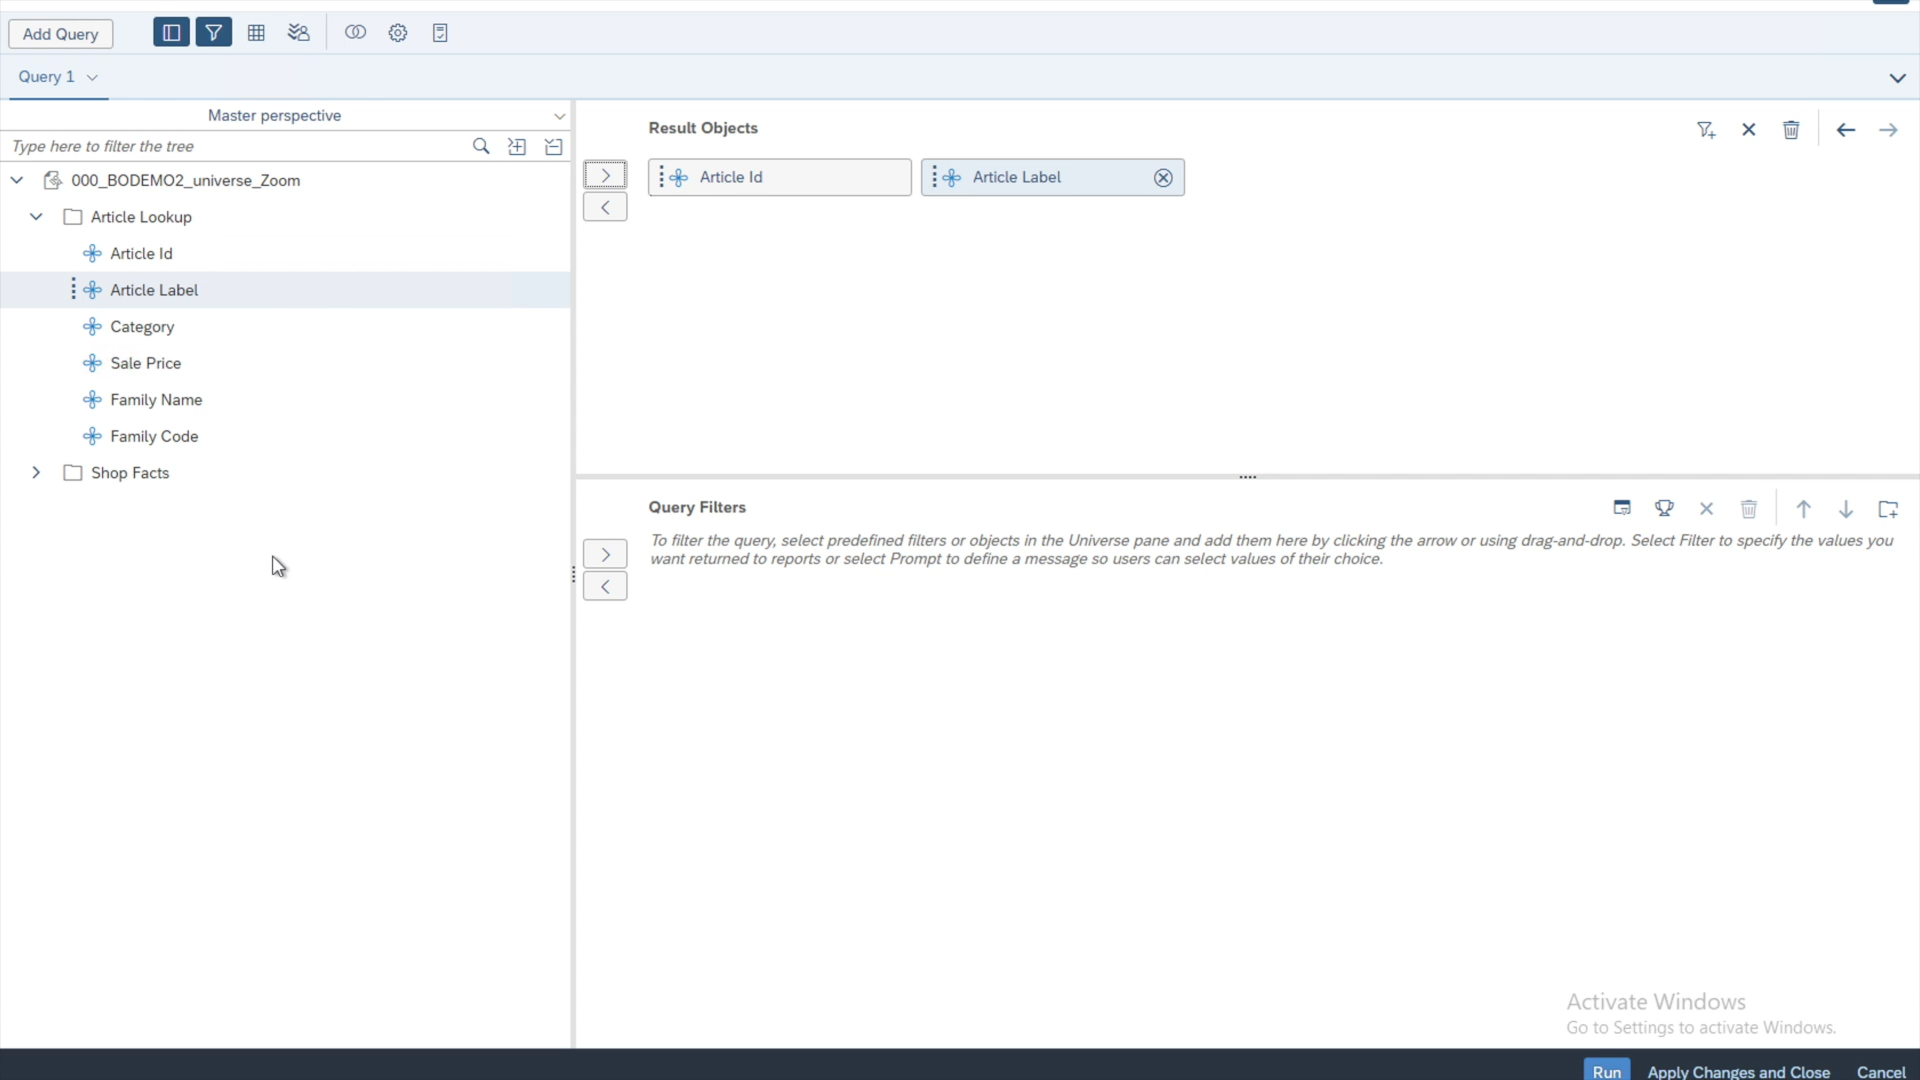 Add Query
Query 1
Master perspective
Type here to filter the tree
000_BODEMO2_universe_Zoom
Article Lookup
Article Id
Article Label
Category
Sale Price
Family Name
Family Code
Shop Facts
Result Objects
Article Id
Article Label
Query Filters
To filter the query, select predefined filters or objects in the Universe pane and add them here by clicking the arrow or using drag-and-drop. Select Filter to specify the values you
want returned to reports or select Prompt to define a message so users can select values of their choice.
Activate Windows
Go to Settings to activate Windows.
Run
Apply Changes and Close
Cancel